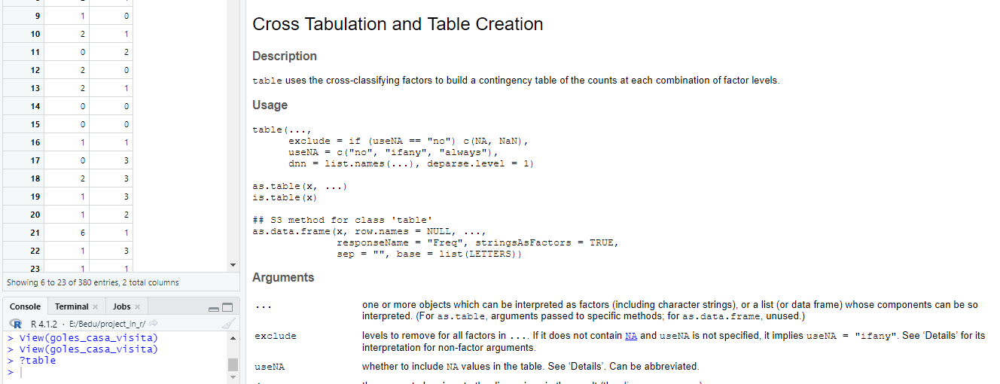 9 1 0
10 2 1
11 0 2
12 2 0
13 2 1
14 0 0
15 0 0
16 1 1
17 0 3
18 2 3
19 1 3
20 1 2
21 6 1
22 1 3
23 1 1
Showing 6 to 23 of 380 entries, 2 total columns
Console Terminal Jobs
R 4.1.2 · E:/Bedu/project_in_r/
> View(goles_casa_visita)
> View(goles_casa_visita)
> ?table
>
Cross Tabulation and Table Creation
Description
table uses the cross-classifying factors to build a contingency table of the counts at each combination of factor levels.
Usage
table(...,
exclude = if (useNA == "no") c(NA, NaN),
useNA = c("no", "ifany", "always"),
dnn = list.names(...), deparse.level = 1)
as.table(x, ...)
is.table(x)
## S3 method for class 'table'
as.data.frame(x, row.names = NULL, ...,
responseName = "Freq", stringsAsFactors = TRUE,
sep = "", base = list(LETTERS))
Arguments
... one or more objects which can be interpreted as factors (including character strings), or a list (or data frame) whose components can be so
interpreted. (For as.table, arguments passed to specific methods; for as.data.frame, unused.)
exclude levels to remove for all factors in .... If it does not contain NA and useNA is not specified, it implies useNA = "ifany". See ‘Details’ for its
interpretation for non-factor arguments.
useNA whether to include NA values in the table. See ‘Details’. Can be abbreviated.